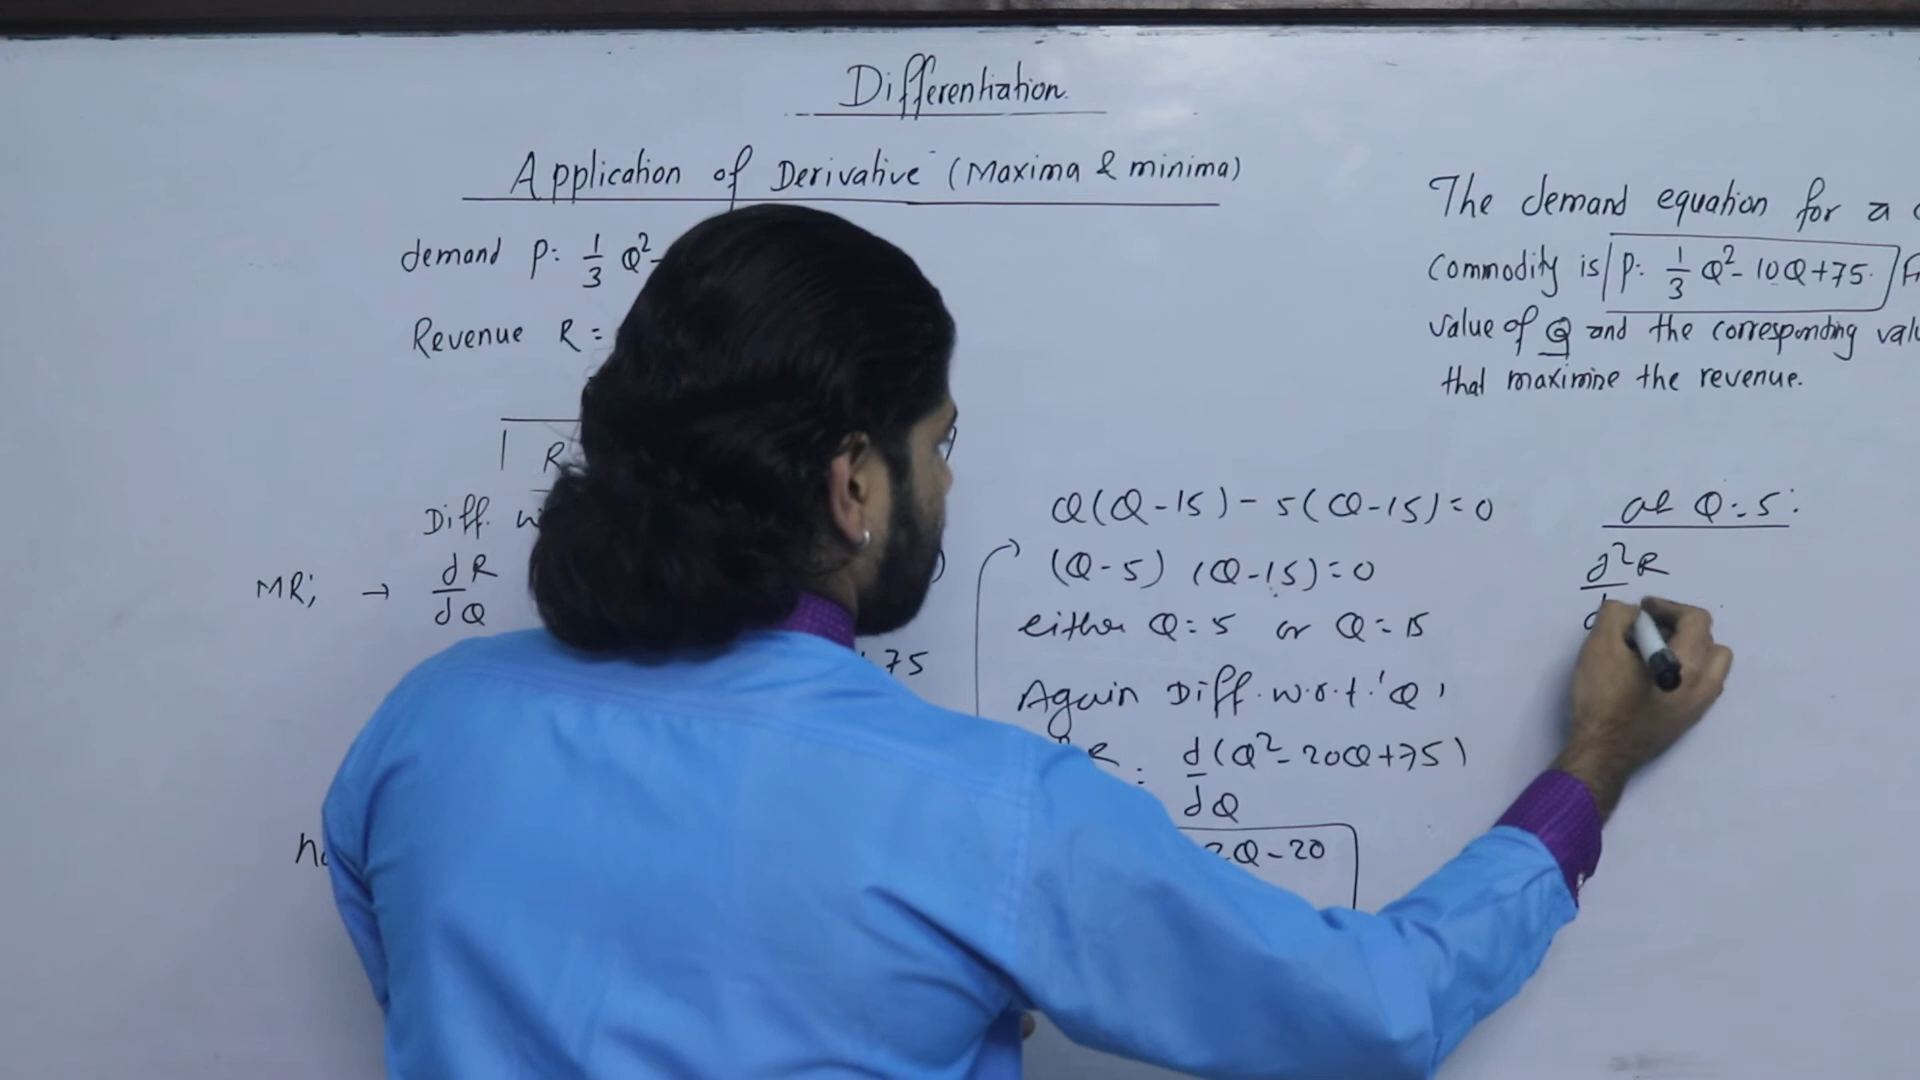 Differentiation
Application of Derivative (Maxima & minima)
demand P: 1/3 Q²-
Revenue R =
R
Diff. w
MR; → dR/dQ
75
Q(Q-15) - 5(Q-15) = 0
(Q-5) (Q-15) = 0
either Q = 5 or Q = 15
Again Diff. w.r.t. 'Q'
R = d(Q²-20Q+75)
dQ
2Q-20
The demand equation for a
Commodity is P: 1/3 Q²- 10Q+75.
value of Q and the corresponding
that maximize the revenue.
at Q = 5:
d²R